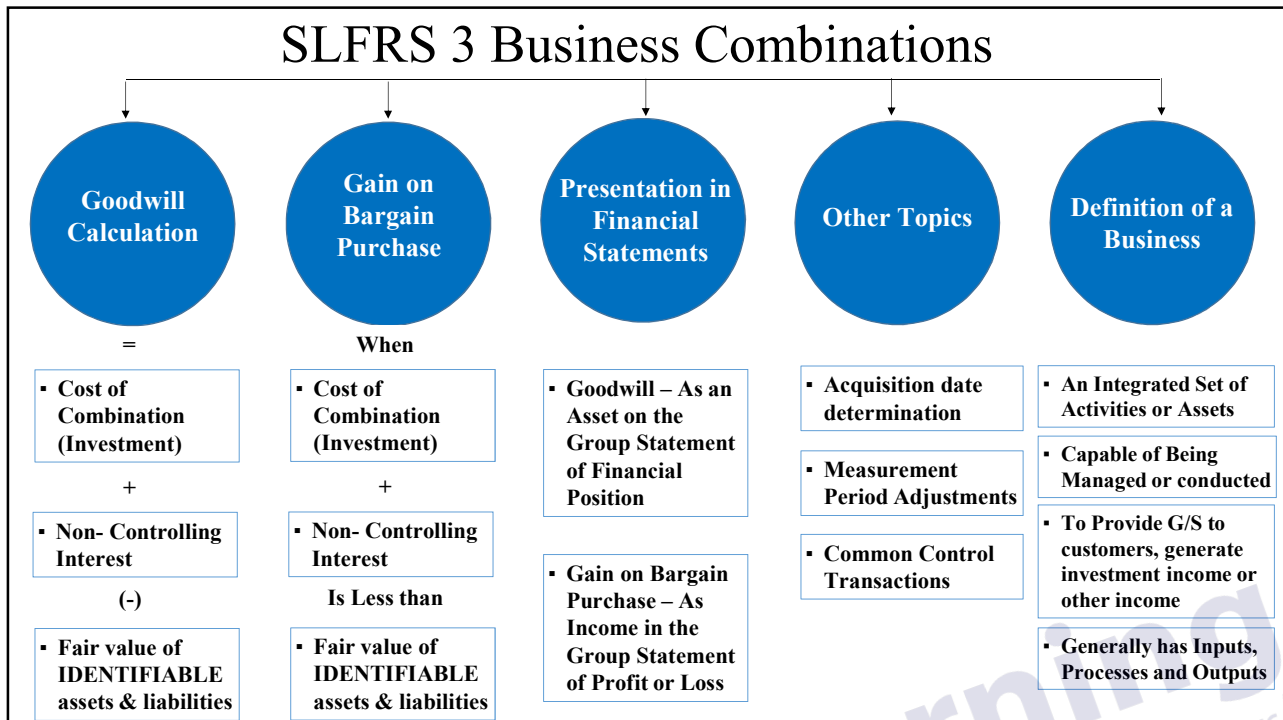 SLFRS 3 Business Combinations
Goodwill
Calculation
=
▪ Cost of
Combination
(Investment)
+
▪ Non- Controlling
Interest
(-)
▪ Fair value of
IDENTIFIABLE
assets & liabilities
Gain on
Bargain
Purchase
When
▪ Cost of
Combination
(Investment)
+
▪ Non- Controlling
Interest
Is Less than
▪ Fair value of
IDENTIFIABLE
assets & liabilities
Presentation in
Financial
Statements
▪ Goodwill – As an
Asset on the
Group Statement
of Financial
Position
▪ Gain on Bargain
Purchase – As
Income in the
Group Statement
of Profit or Loss
Other Topics
▪ Acquisition date
determination
▪ Measurement
Period Adjustments
▪ Common Control
Transactions
Definition of a
Business
▪ An Integrated Set of
Activities or Assets
▪ Capable of Being
Managed or conducted
▪ To Provide G/S to
customers, generate
investment income or
other income
▪ Generally has Inputs,
Processes and Outputs